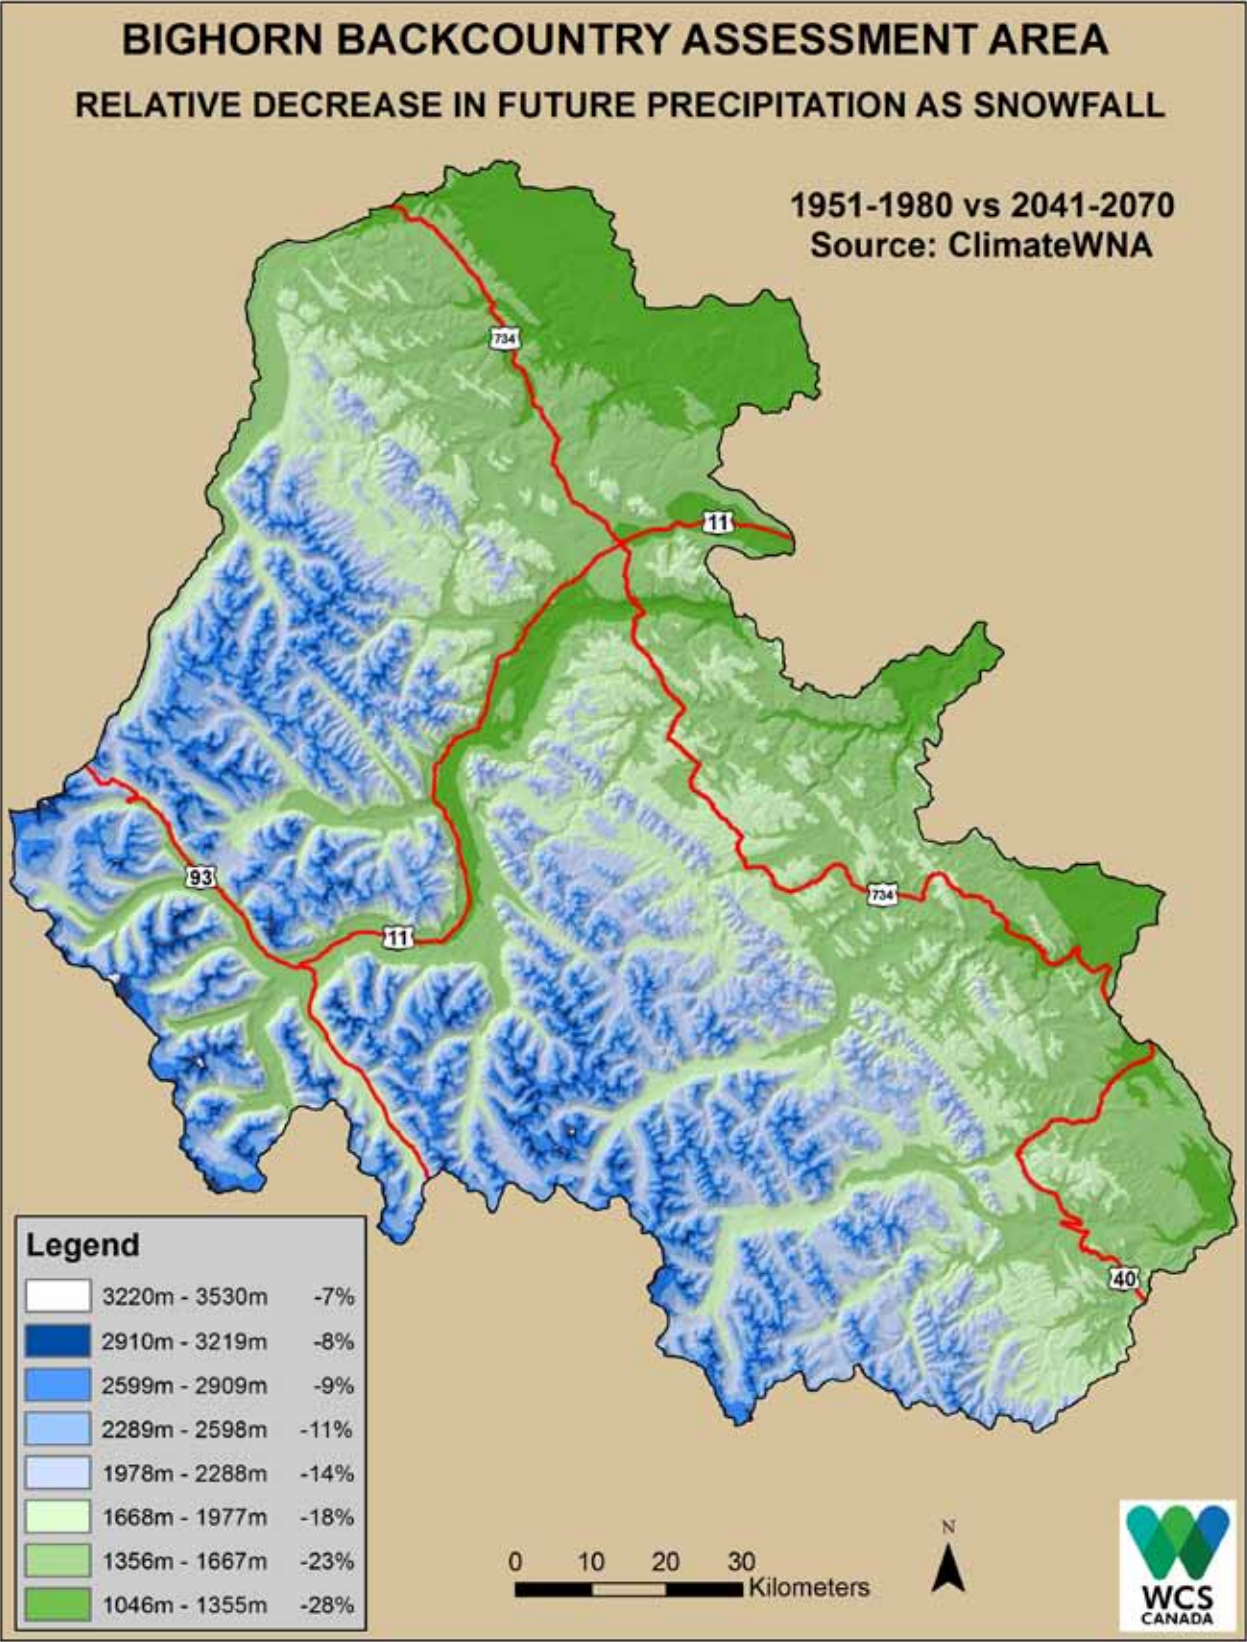 BIGHORN BACKCOUNTRY ASSESSMENT AREA
RELATIVE DECREASE IN FUTURE PRECIPITATION AS SNOWFALL
1951-1980 vs 2041-2070
Source: ClimateWNA
734
11
93
11
734
40
Legend
3220m - 3530m -7%
2910m - 3219m -8%
2599m - 2909m -9%
2289m - 2598m -11%
1978m - 2288m -14%
1668m - 1977m -18%
1356m - 1667m -23%
1046m - 1355m -28%
0 10 20 30
Kilometers
N
WCS
CANADA